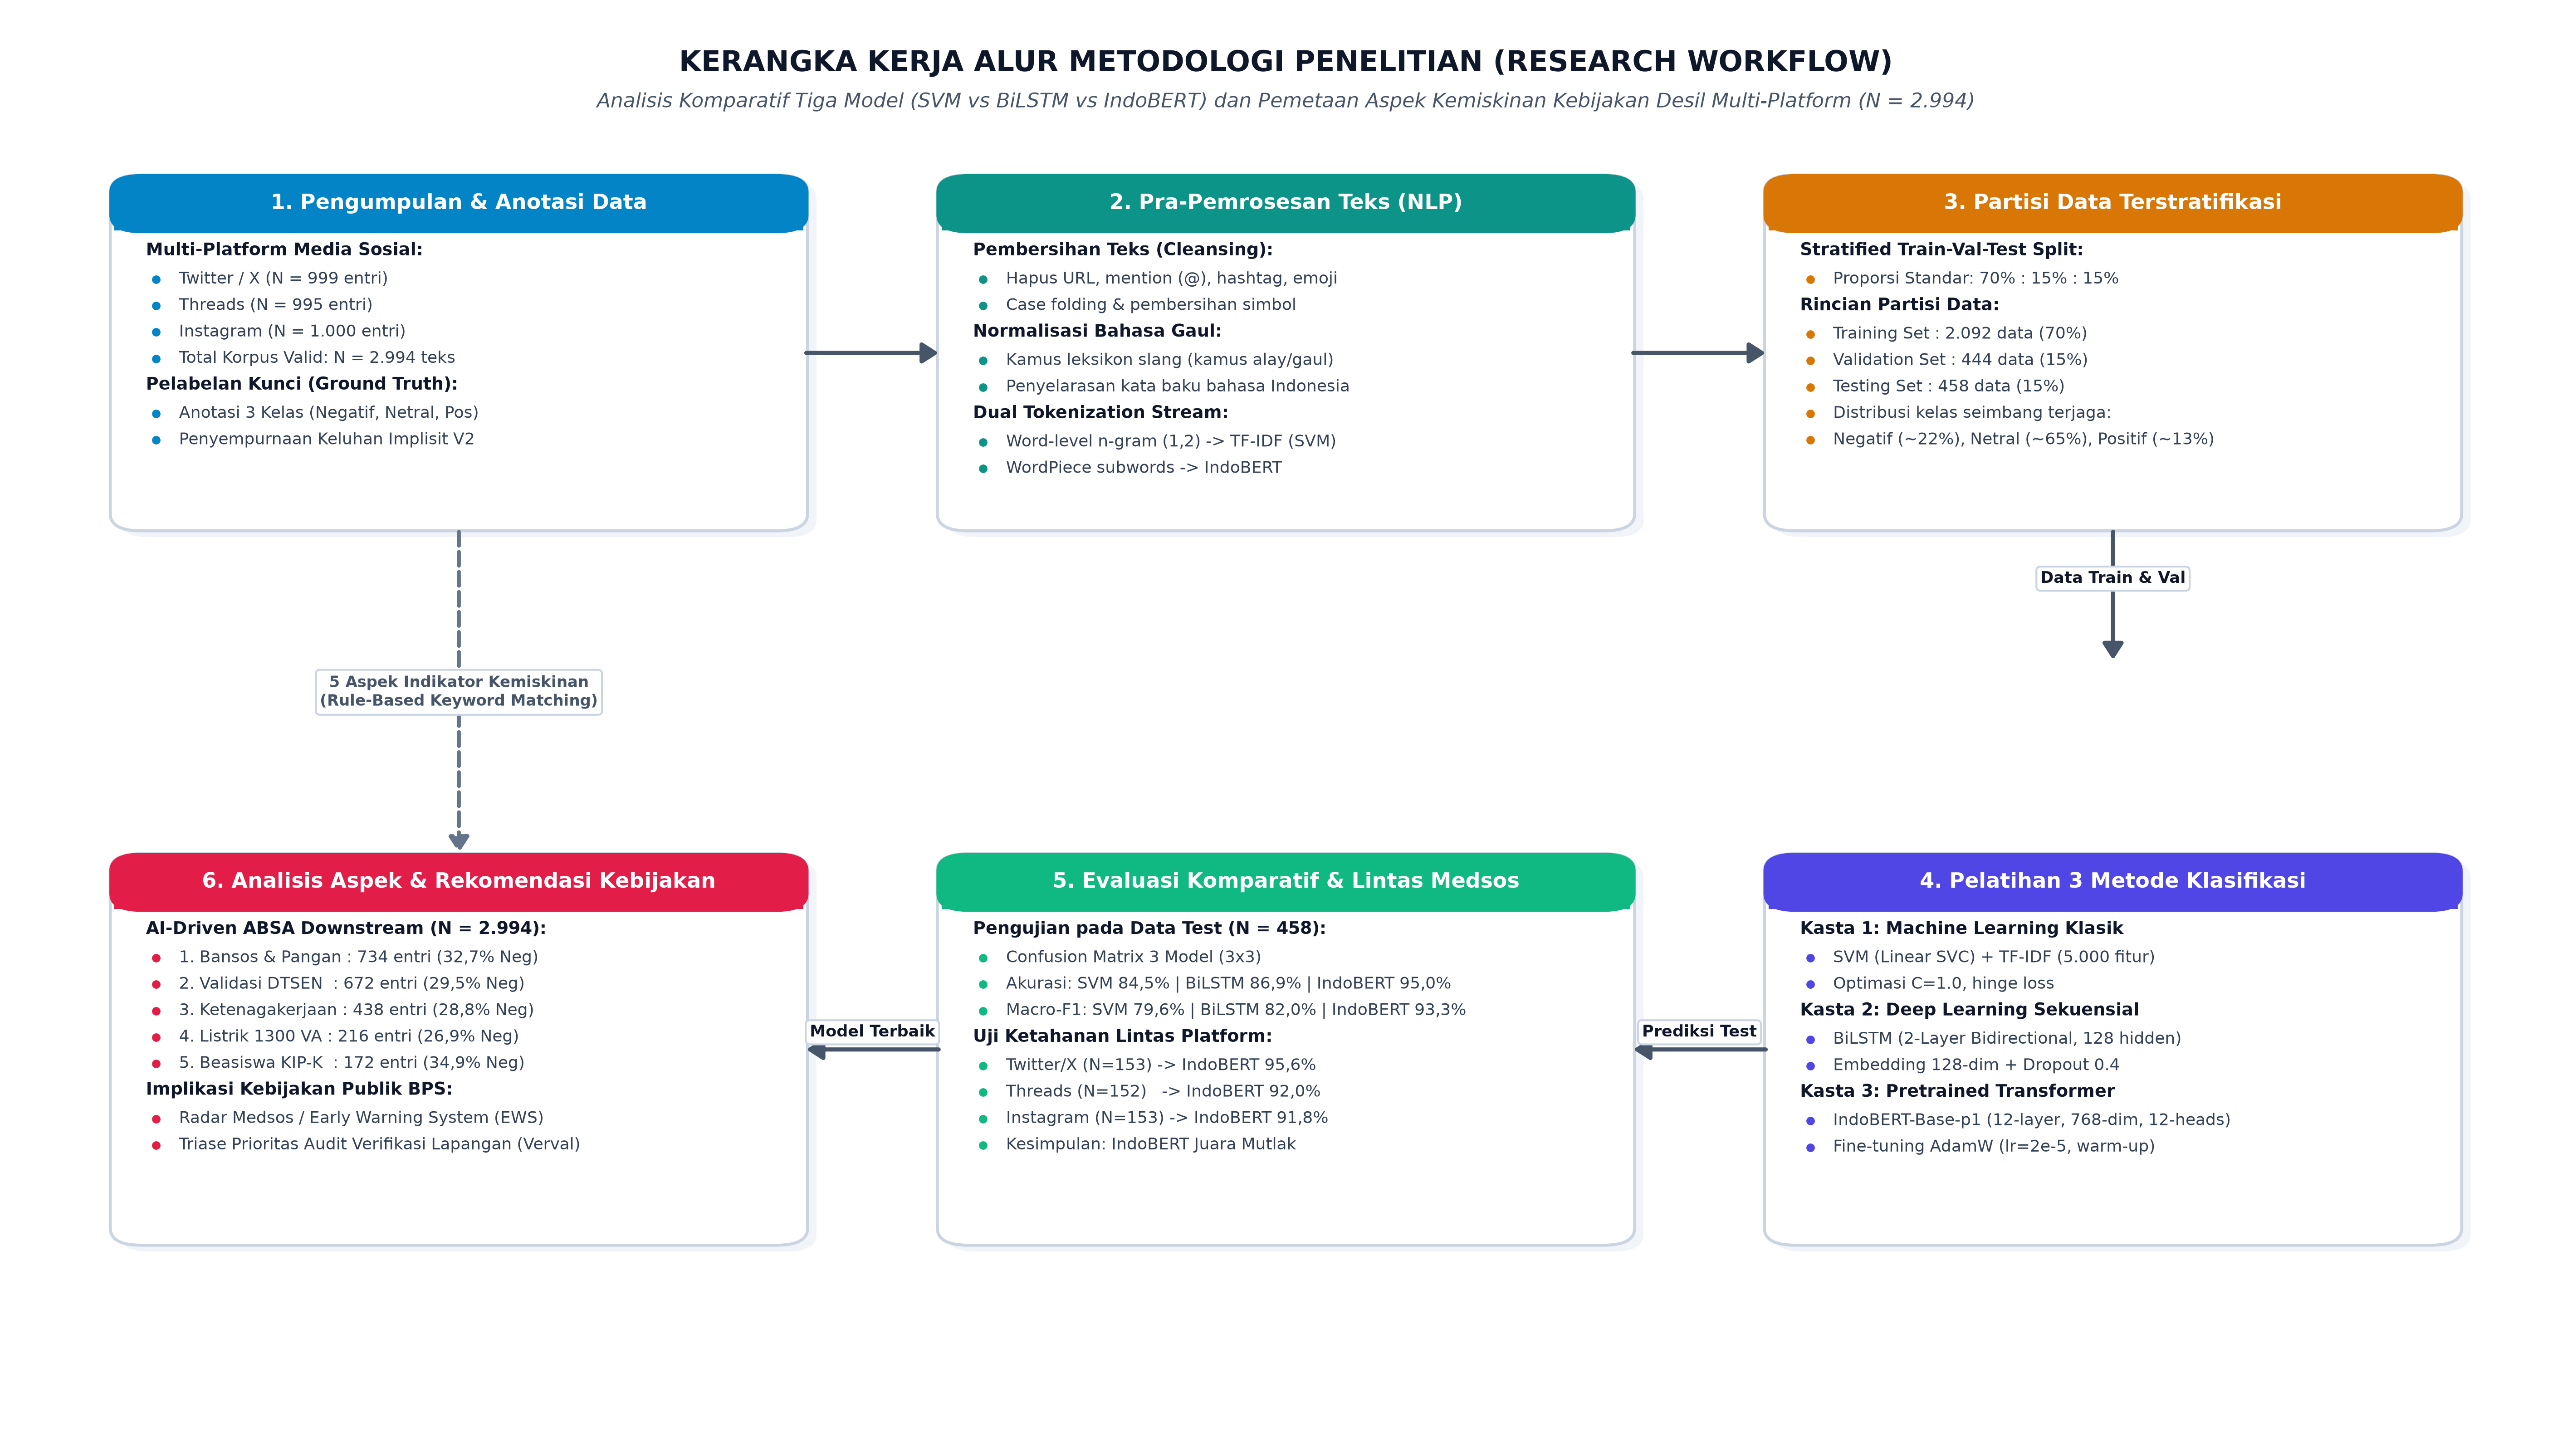 KERANGKA KERJA ALUR METODOLOGI PENELITIAN (RESEARCH WORKFLOW)
Analisis Komparatif Tiga Model (SVM vs BiLSTM vs IndoBERT) dan Pemetaan Aspek Kemiskinan Kebijakan Desil Multi-Platform (N = 2.994)
1. Pengumpulan & Anotasi Data
Multi-Platform Media Sosial:
● Twitter / X (N = 999 entri)
● Threads (N = 995 entri)
● Instagram (N = 1.000 entri)
● Total Korpus Valid: N = 2.994 teks
Pelabelan Kunci (Ground Truth):
● Anotasi 3 Kelas (Negatif, Netral, Pos)
● Penyempurnaan Keluhan Implisit V2
2. Pra-Pemrosesan Teks (NLP)
Pembersihan Teks (Cleansing):
● Hapus URL, mention (@), hashtag, emoji
● Case folding & pembersihan simbol
Normalisasi Bahasa Gaul:
● Kamus leksikon slang (kamus alay/gaul)
● Penyelarasan kata baku bahasa Indonesia
Dual Tokenization Stream:
● Word-level n-gram (1,2) -> TF-IDF (SVM)
● WordPiece subwords -> IndoBERT
3. Partisi Data Terstratifikasi
Stratified Train-Val-Test Split:
● Proporsi Standar: 70% : 15% : 15%
Rincian Partisi Data:
● Training Set : 2.092 data (70%)
● Validation Set : 444 data (15%)
● Testing Set : 458 data (15%)
● Distribusi kelas seimbang terjaga:
● Negatif (~22%), Netral (~65%), Positif (~13%)
Data Train & Val
5 Aspek Indikator Kemiskinan
(Rule-Based Keyword Matching)
6. Analisis Aspek & Rekomendasi Kebijakan
AI-Driven ABSA Downstream (N = 2.994):
● 1. Bansos & Pangan : 734 entri (32,7% Neg)
● 2. Validasi DTSEN  : 672 entri (29,5% Neg)
● 3. Ketenagakerjaan : 438 entri (28,8% Neg)
● 4. Listrik 1300 VA : 216 entri (26,9% Neg)
● 5. Beasiswa KIP-K  : 172 entri (34,9% Neg)
Implikasi Kebijakan Publik BPS:
● Radar Medsos / Early Warning System (EWS)
● Triase Prioritas Audit Verifikasi Lapangan (Verval)
Model Terbaik
5. Evaluasi Komparatif & Lintas Medsos
Pengujian pada Data Test (N = 458):
● Confusion Matrix 3 Model (3x3)
● Akurasi: SVM 84,5% | BiLSTM 86,9% | IndoBERT 95,0%
● Macro-F1: SVM 79,6% | BiLSTM 82,0% | IndoBERT 93,3%
Uji Ketahanan Lintas Platform:
● Twitter/X (N=153) -> IndoBERT 95,6%
● Threads (N=152)   -> IndoBERT 92,0%
● Instagram (N=153) -> IndoBERT 91,8%
● Kesimpulan: IndoBERT Juara Mutlak
Prediksi Test
4. Pelatihan 3 Metode Klasifikasi
Kasta 1: Machine Learning Klasik
● SVM (Linear SVC) + TF-IDF (5.000 fitur)
● Optimasi C=1.0, hinge loss
Kasta 2: Deep Learning Sekuensial
● BiLSTM (2-Layer Bidirectional, 128 hidden)
● Embedding 128-dim + Dropout 0.4
Kasta 3: Pretrained Transformer
● IndoBERT-Base-p1 (12-layer, 768-dim, 12-heads)
● Fine-tuning AdamW (lr=2e-5, warm-up)